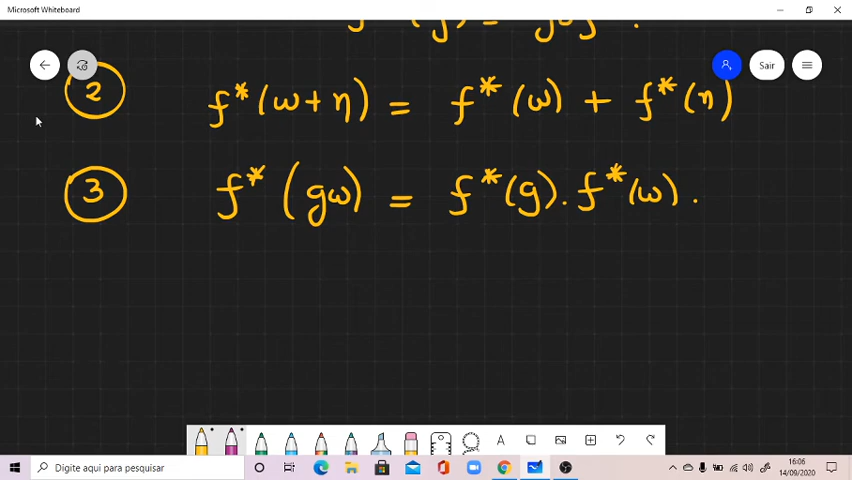 Microsoft Whiteboard
Sair
② f*(ω+η) = f*(ω) + f*(η)
③ f*(gω) = f*(g).f*(ω).
A
Digite aqui para pesquisar
16:06
14/09/2020